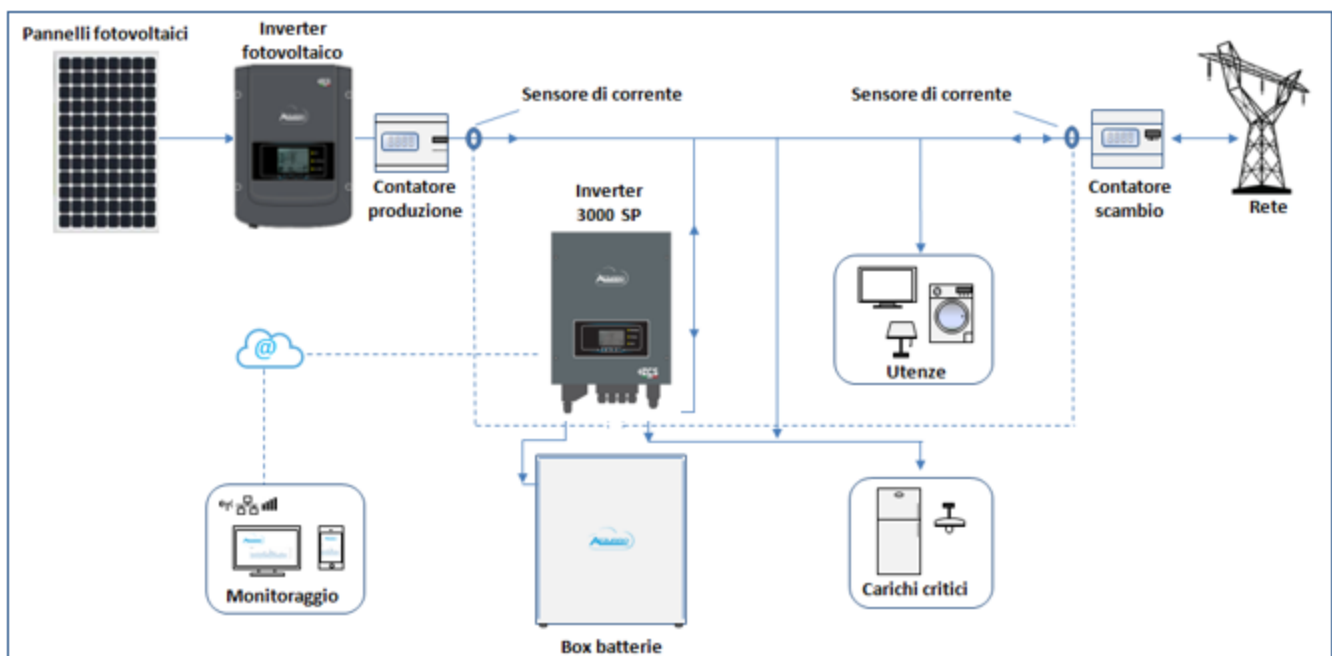 Pannelli fotovoltaici
Inverter
fotovoltaico
Sensore di corrente
Sensore di corrente
Contatore
produzione
Inverter
3000 SP
Contatore
scambio
Rete
Utenze
@
Monitoraggio
Box batterie
Carichi critici